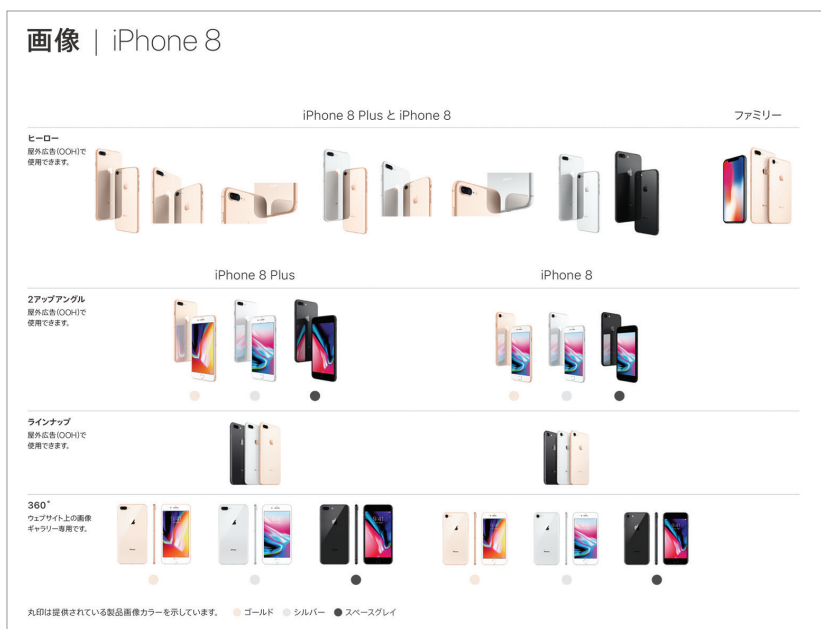 画像 | iPhone 8
iPhone 8 Plus と iPhone 8
ファミリー
ヒーロー
屋外広告(OOH)で
使用できます。
iPhone 8 Plus
iPhone 8
2アップアングル
屋外広告(OOH)で
使用できます。
ラインナップ
屋外広告(OOH)で
使用できます。
360°
ウェブサイト上の画像
ギャラリー専用です。
丸印は提供されている製品画像カラーを示しています。 ゴールド シルバー スペースグレイ